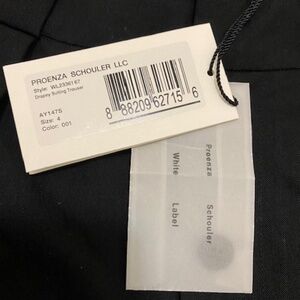 PROENZA SCHOULER LLC
Style: WL2336167
Drapey Suiting Trouser
AY1475
Size: 4
Color: 001
8 88209 62715 6
Proenza Schouler
White Label